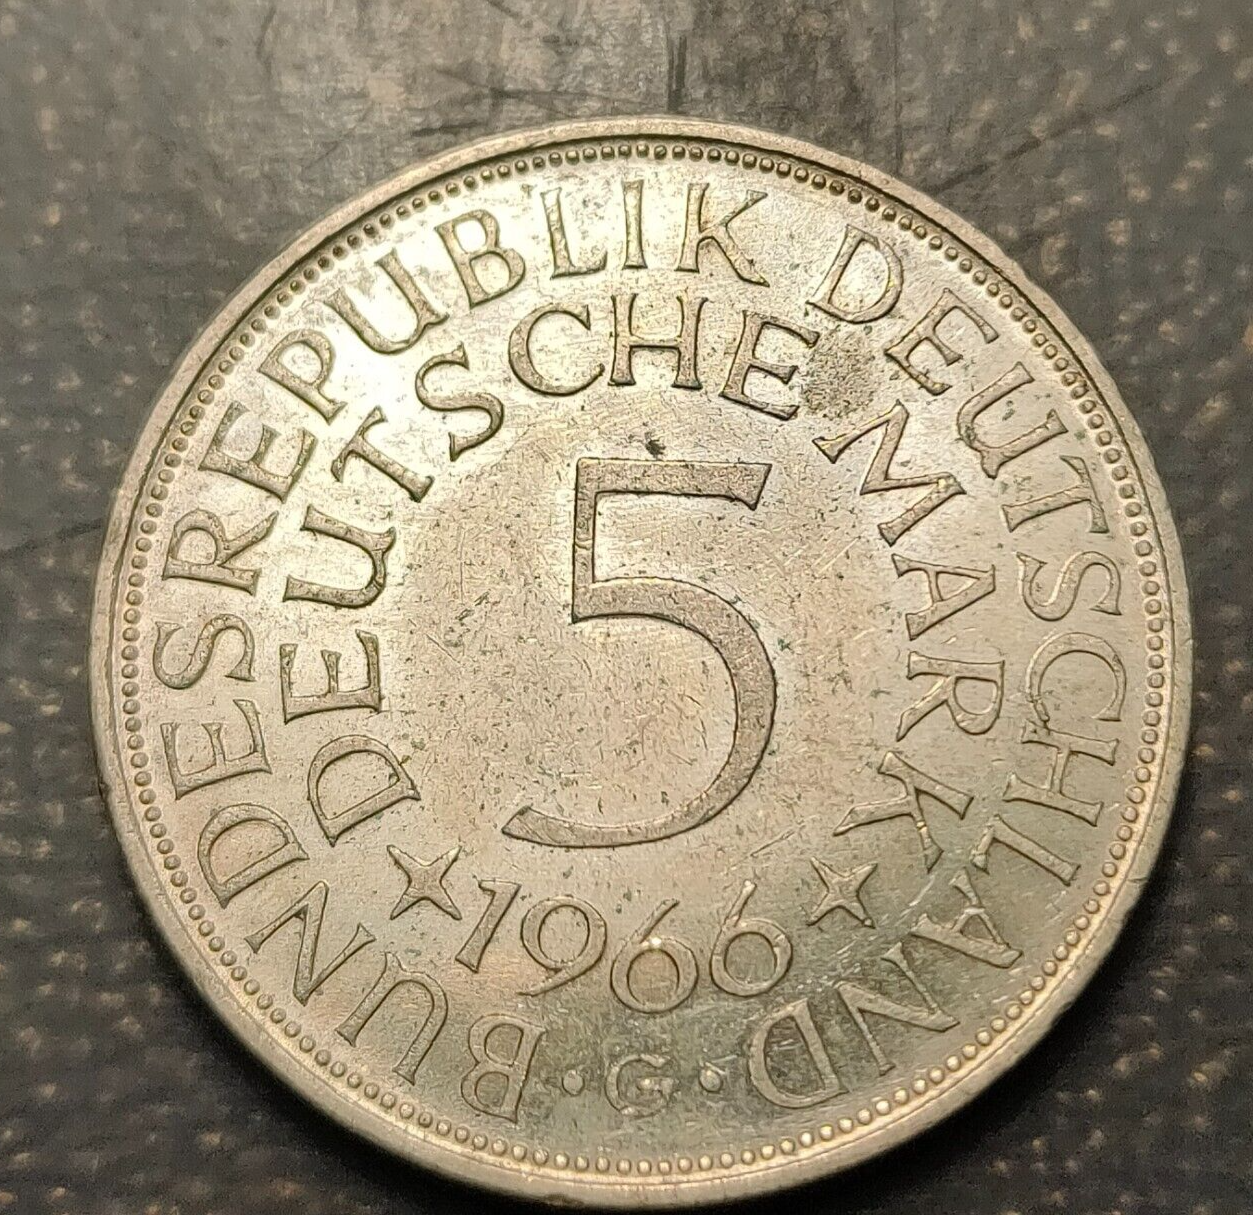 BUNDESREPUBLIK DEUTSCHLAND
DEUTSCHE MARK
5
1966
·G·